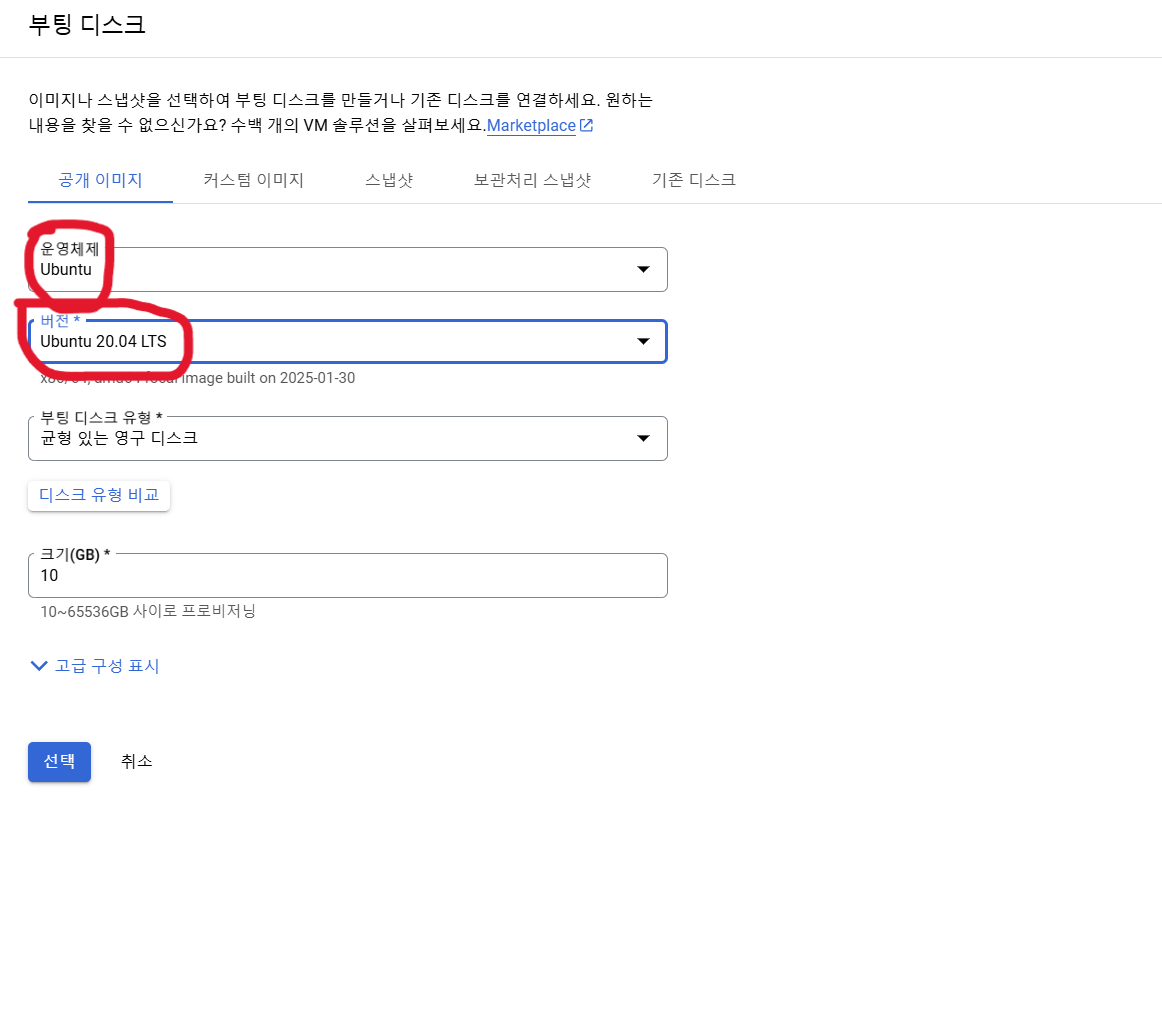 부팅 디스크
이미지나 스냅샷을 선택하여 부팅 디스크를 만들거나 기존 디스크를 연결하세요. 원하는
내용을 찾을 수 없으신가요? 수백 개의 VM 솔루션을 살펴보세요.Marketplace
공개 이미지 커스텀 이미지 스냅샷 보관처리 스냅샷 기존 디스크
운영체제
Ubuntu
버전 *
Ubuntu 20.04 LTS
image built on 2025-01-30
부팅 디스크 유형 *
균형 있는 영구 디스크
디스크 유형 비교
크기(GB) *
10
10~65536GB 사이로 프로비저닝
고급 구성 표시
선택 취소